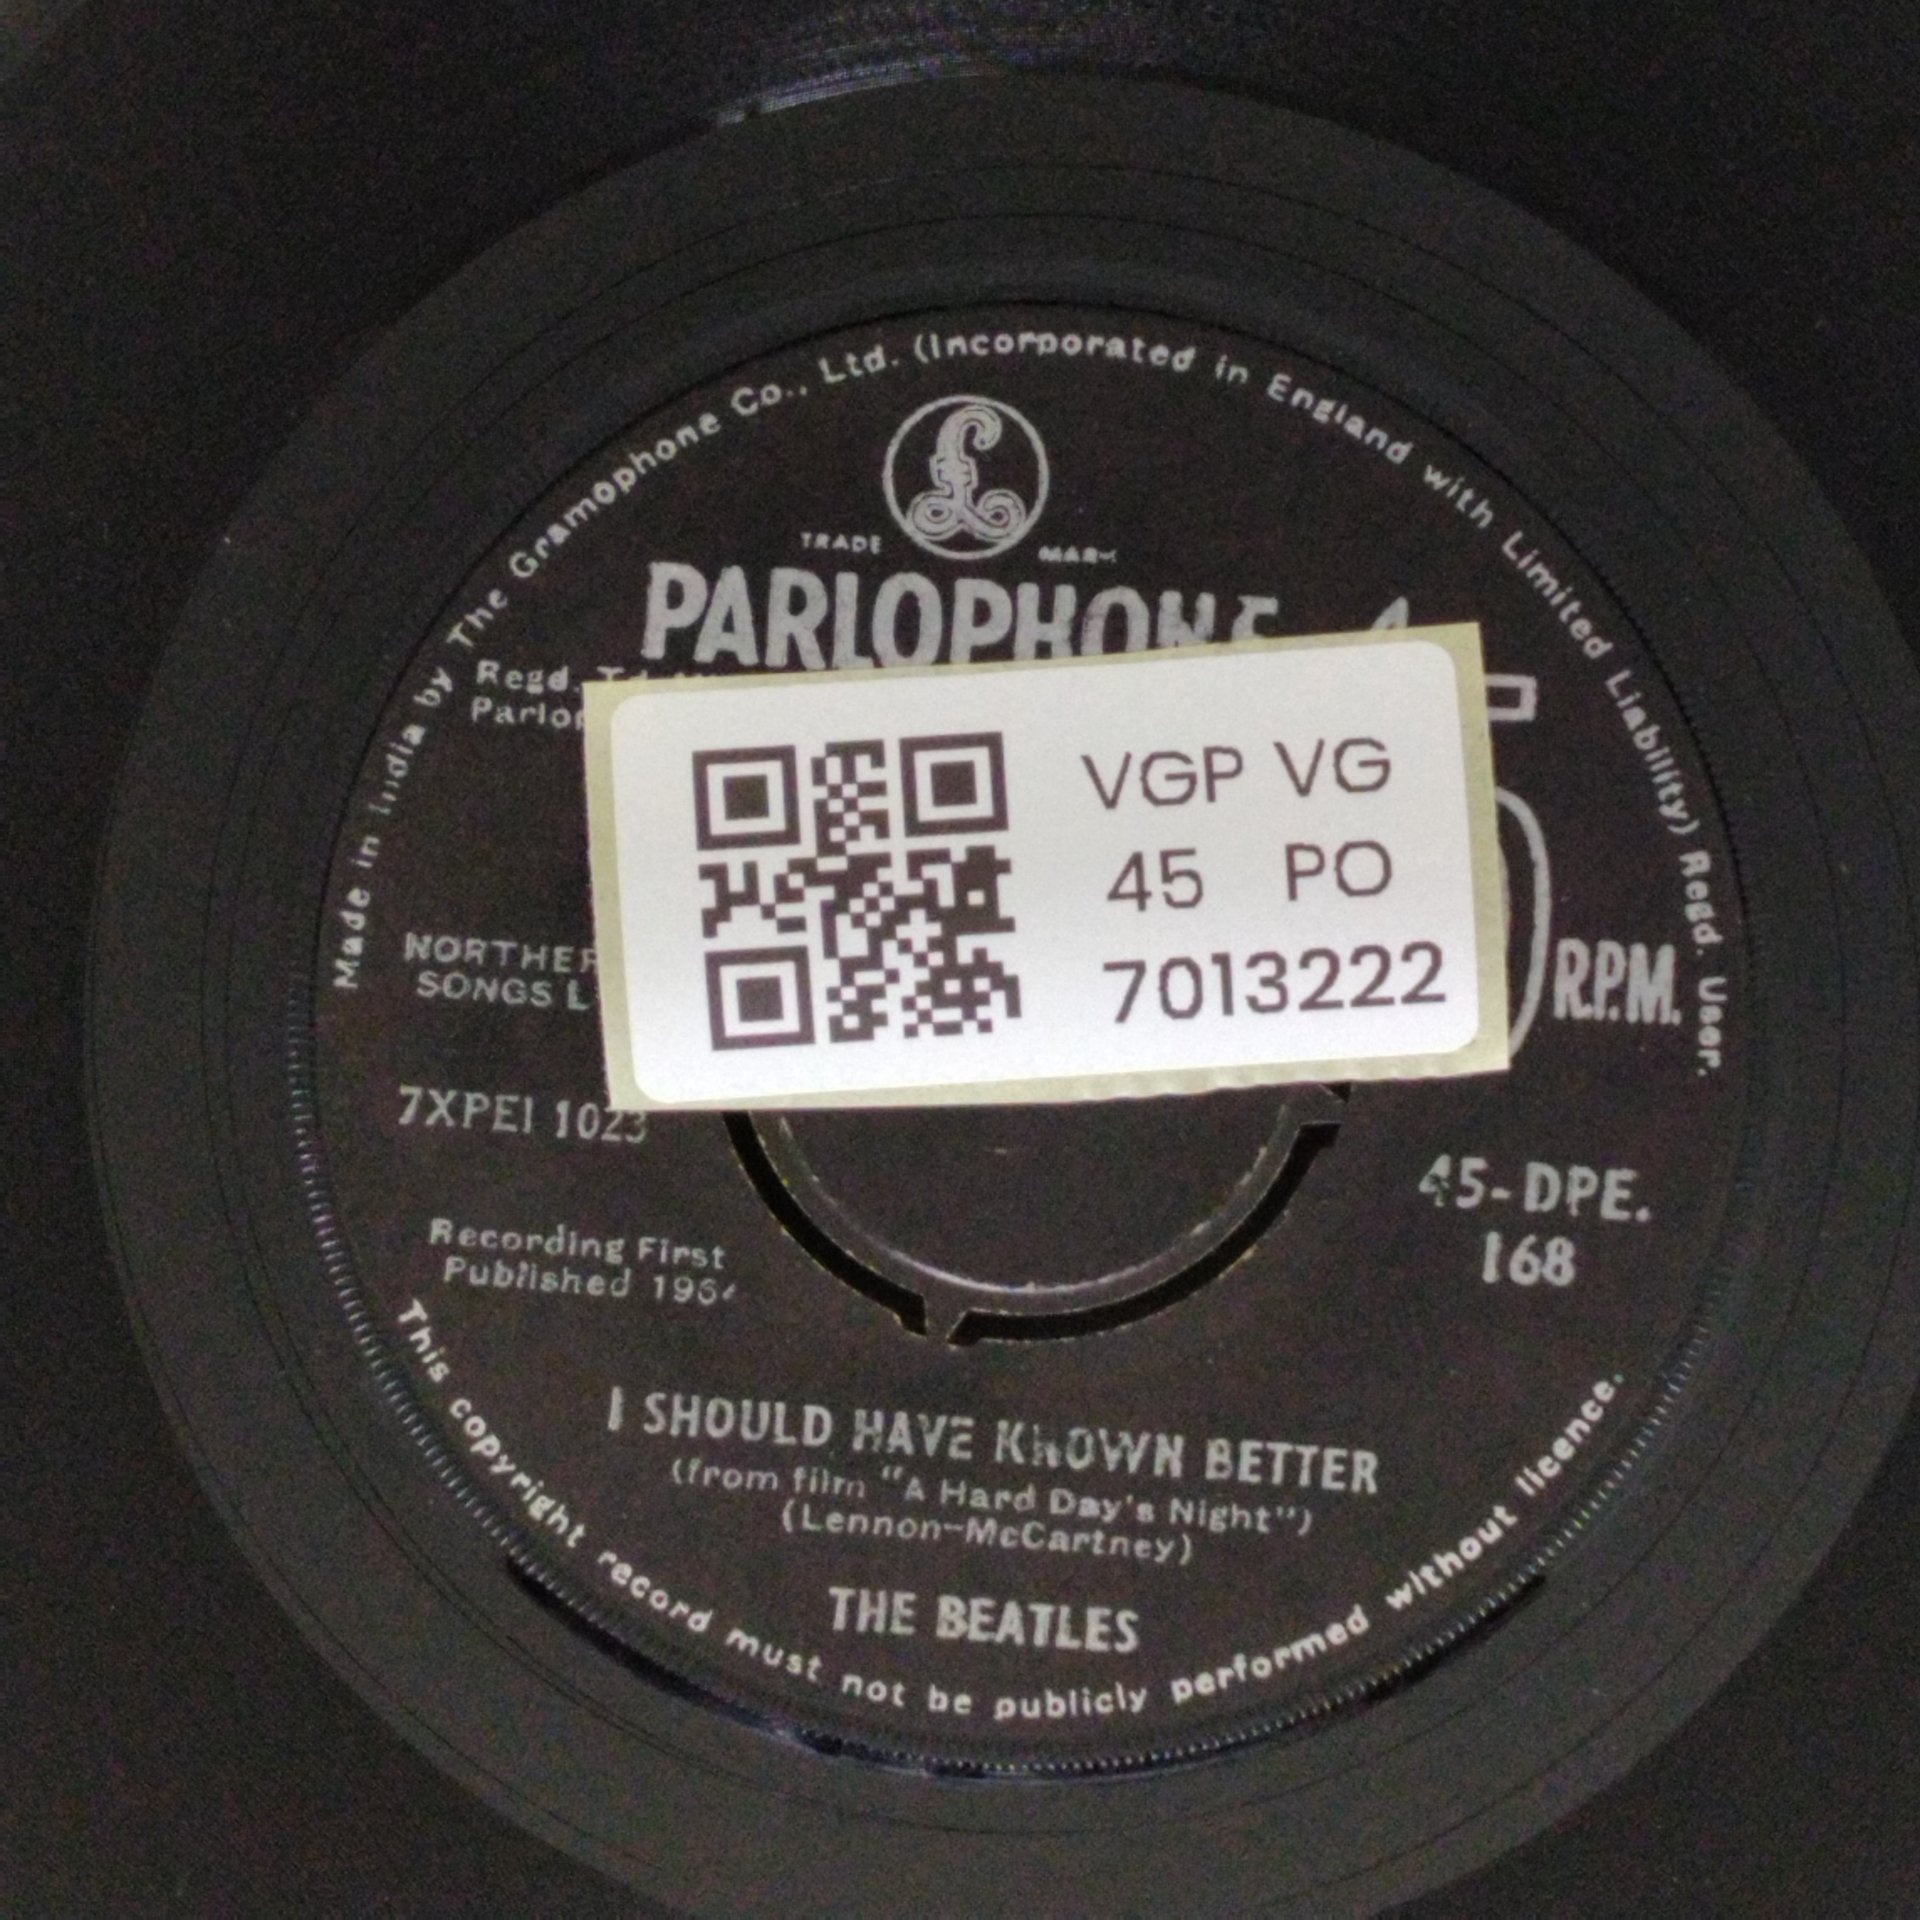 Made in India by The Gramophone Co., Ltd. (Incorporated in England with Limited Liability) Regd. User.
TRADE MARK
PARLOPHONE
Regd.
VGP VG
45 PO
7013222
R.P.M.
SONGS
7XPEI 1023
45-DPE.
168
Recording First
Published 1964
I SHOULD HAVE KNOWN BETTER
(from film "A Hard Day's Night")
(Lennon-McCartney)
THE BEATLES
This copyright record must not be publicly performed without licence.